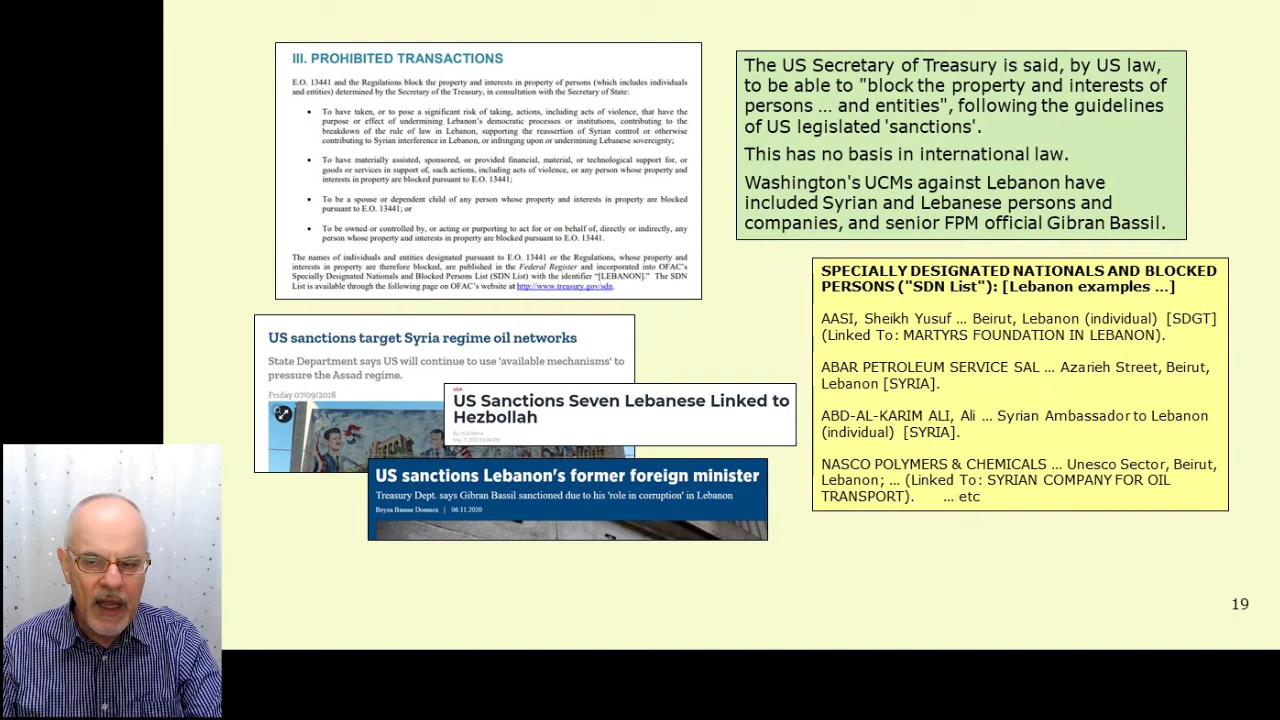 III. PROHIBITED TRANSACTIONS
E.O. 13441 and the Regulations block the property and interests in property of persons (which includes individuals
and entities) determined by the Secretary of the Treasury, in consultation with the Secretary of State:
• To have taken, or to pose a significant risk of taking, actions, including acts of violence, that have the
purpose or effect of undermining Lebanon's democratic processes or institutions, contributing to the
breakdown of the rule of law in Lebanon, supporting the reassertion of Syrian control or otherwise
contributing to Syrian interference in Lebanon, or infringing upon or undermining Lebanese sovereignty;
• To have materially assisted, sponsored, or provided financial, material, or technological support for, or
goods or services in support of, such actions, including acts of violence, or any person whose property and
interests in property are blocked pursuant to E.O. 13441;
• To be a spouse or dependent child of any person whose property and interests in property are blocked
pursuant to E.O. 13441; or
• To be owned or controlled by, or acting or purporting to act for or on behalf of, directly or indirectly, any
person whose property and interests in property are blocked pursuant to E.O. 13441.
The names of individuals and entities designated pursuant to E.O. 13441 or the Regulations, whose property and
interests in property are therefore blocked, are published in the Federal Register and incorporated into OFAC's
Specially Designated Nationals and Blocked Persons List (SDN List) with the identifier "[LEBANON]." The SDN
List is available through the following page on OFAC's website at http://www.treasury.gov/sdn.
The US Secretary of Treasury is said, by US law,
to be able to "block the property and interests of
persons ... and entities", following the guidelines
of US legislated 'sanctions'.
This has no basis in international law.
Washington's UCMs against Lebanon have
included Syrian and Lebanese persons and
companies, and senior FPM official Gibran Bassil.
SPECIALLY DESIGNATED NATIONALS AND BLOCKED
PERSONS ("SDN List"): [Lebanon examples ...]
AASI, Sheikh Yusuf ... Beirut, Lebanon (individual) [SDGT]
(Linked To: MARTYRS FOUNDATION IN LEBANON).
ABAR PETROLEUM SERVICE SAL ... Azarieh Street, Beirut,
Lebanon [SYRIA].
ABD-AL-KARIM ALI, Ali ... Syrian Ambassador to Lebanon
(individual) [SYRIA].
NASCO POLYMERS & CHEMICALS ... Unesco Sector, Beirut,
Lebanon; ... (Linked To: SYRIAN COMPANY FOR OIL
TRANSPORT). ... etc
US sanctions target Syria regime oil networks
State Department says US will continue to use 'available mechanisms' to
pressure the Assad regime.
Friday 07/09/2018
USA
US Sanctions Seven Lebanese Linked to
Hezbollah
By VOA News
US sanctions Lebanon's former foreign minister
Treasury Dept. says Gibran Bassil sanctioned due to his 'role in corruption' in Lebanon
| 06.11.2020
19